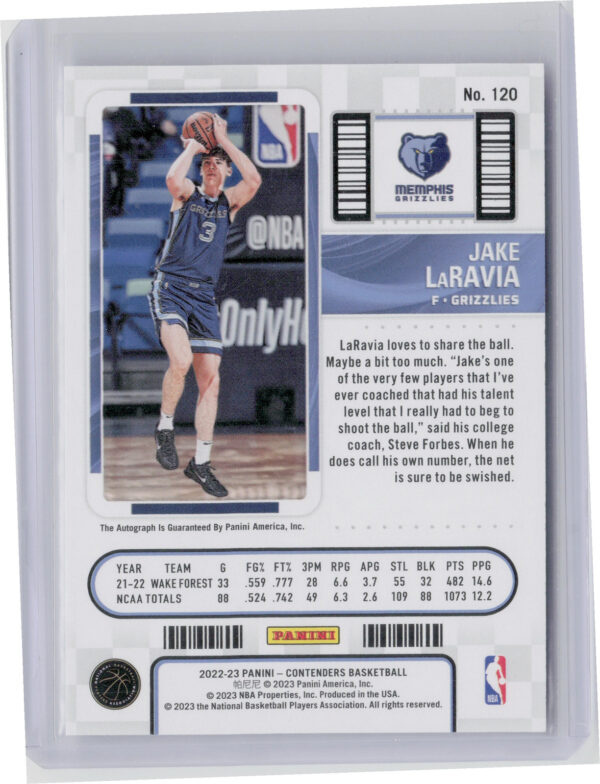 No. 120
NBA
GRIZZLIES
3
@NBA
OnlyH
MEMPHIS
GRIZZLIES
JAKE
LARAVIA
F • GRIZZLIES
LaRavia loves to share the ball.
Maybe a bit too much. “Jake’s one
of the very few players that I’ve
ever coached that had his talent
level that I really had to beg to
shoot the ball,” said his college
coach, Steve Forbes. When he
does call his own number, the net
is sure to be swished.
The Autograph Is Guaranteed By Panini America, Inc.
YEAR TEAM G FG% FT% 3PM RPG APG STL BLK PTS PPG
21-22 WAKE FOREST 33 .559 .777 28 6.6 3.7 55 32 482 14.6
NCAA TOTALS 88 .524 .742 49 6.3 2.6 109 88 1073 12.2
PANINI
2022-23 PANINI – CONTENDERS BASKETBALL
帕尼尼 © 2023 Panini America, Inc.
© 2023 NBA Properties, Inc. Produced in the USA.
© 2023 the National Basketball Players Association. All rights reserved.